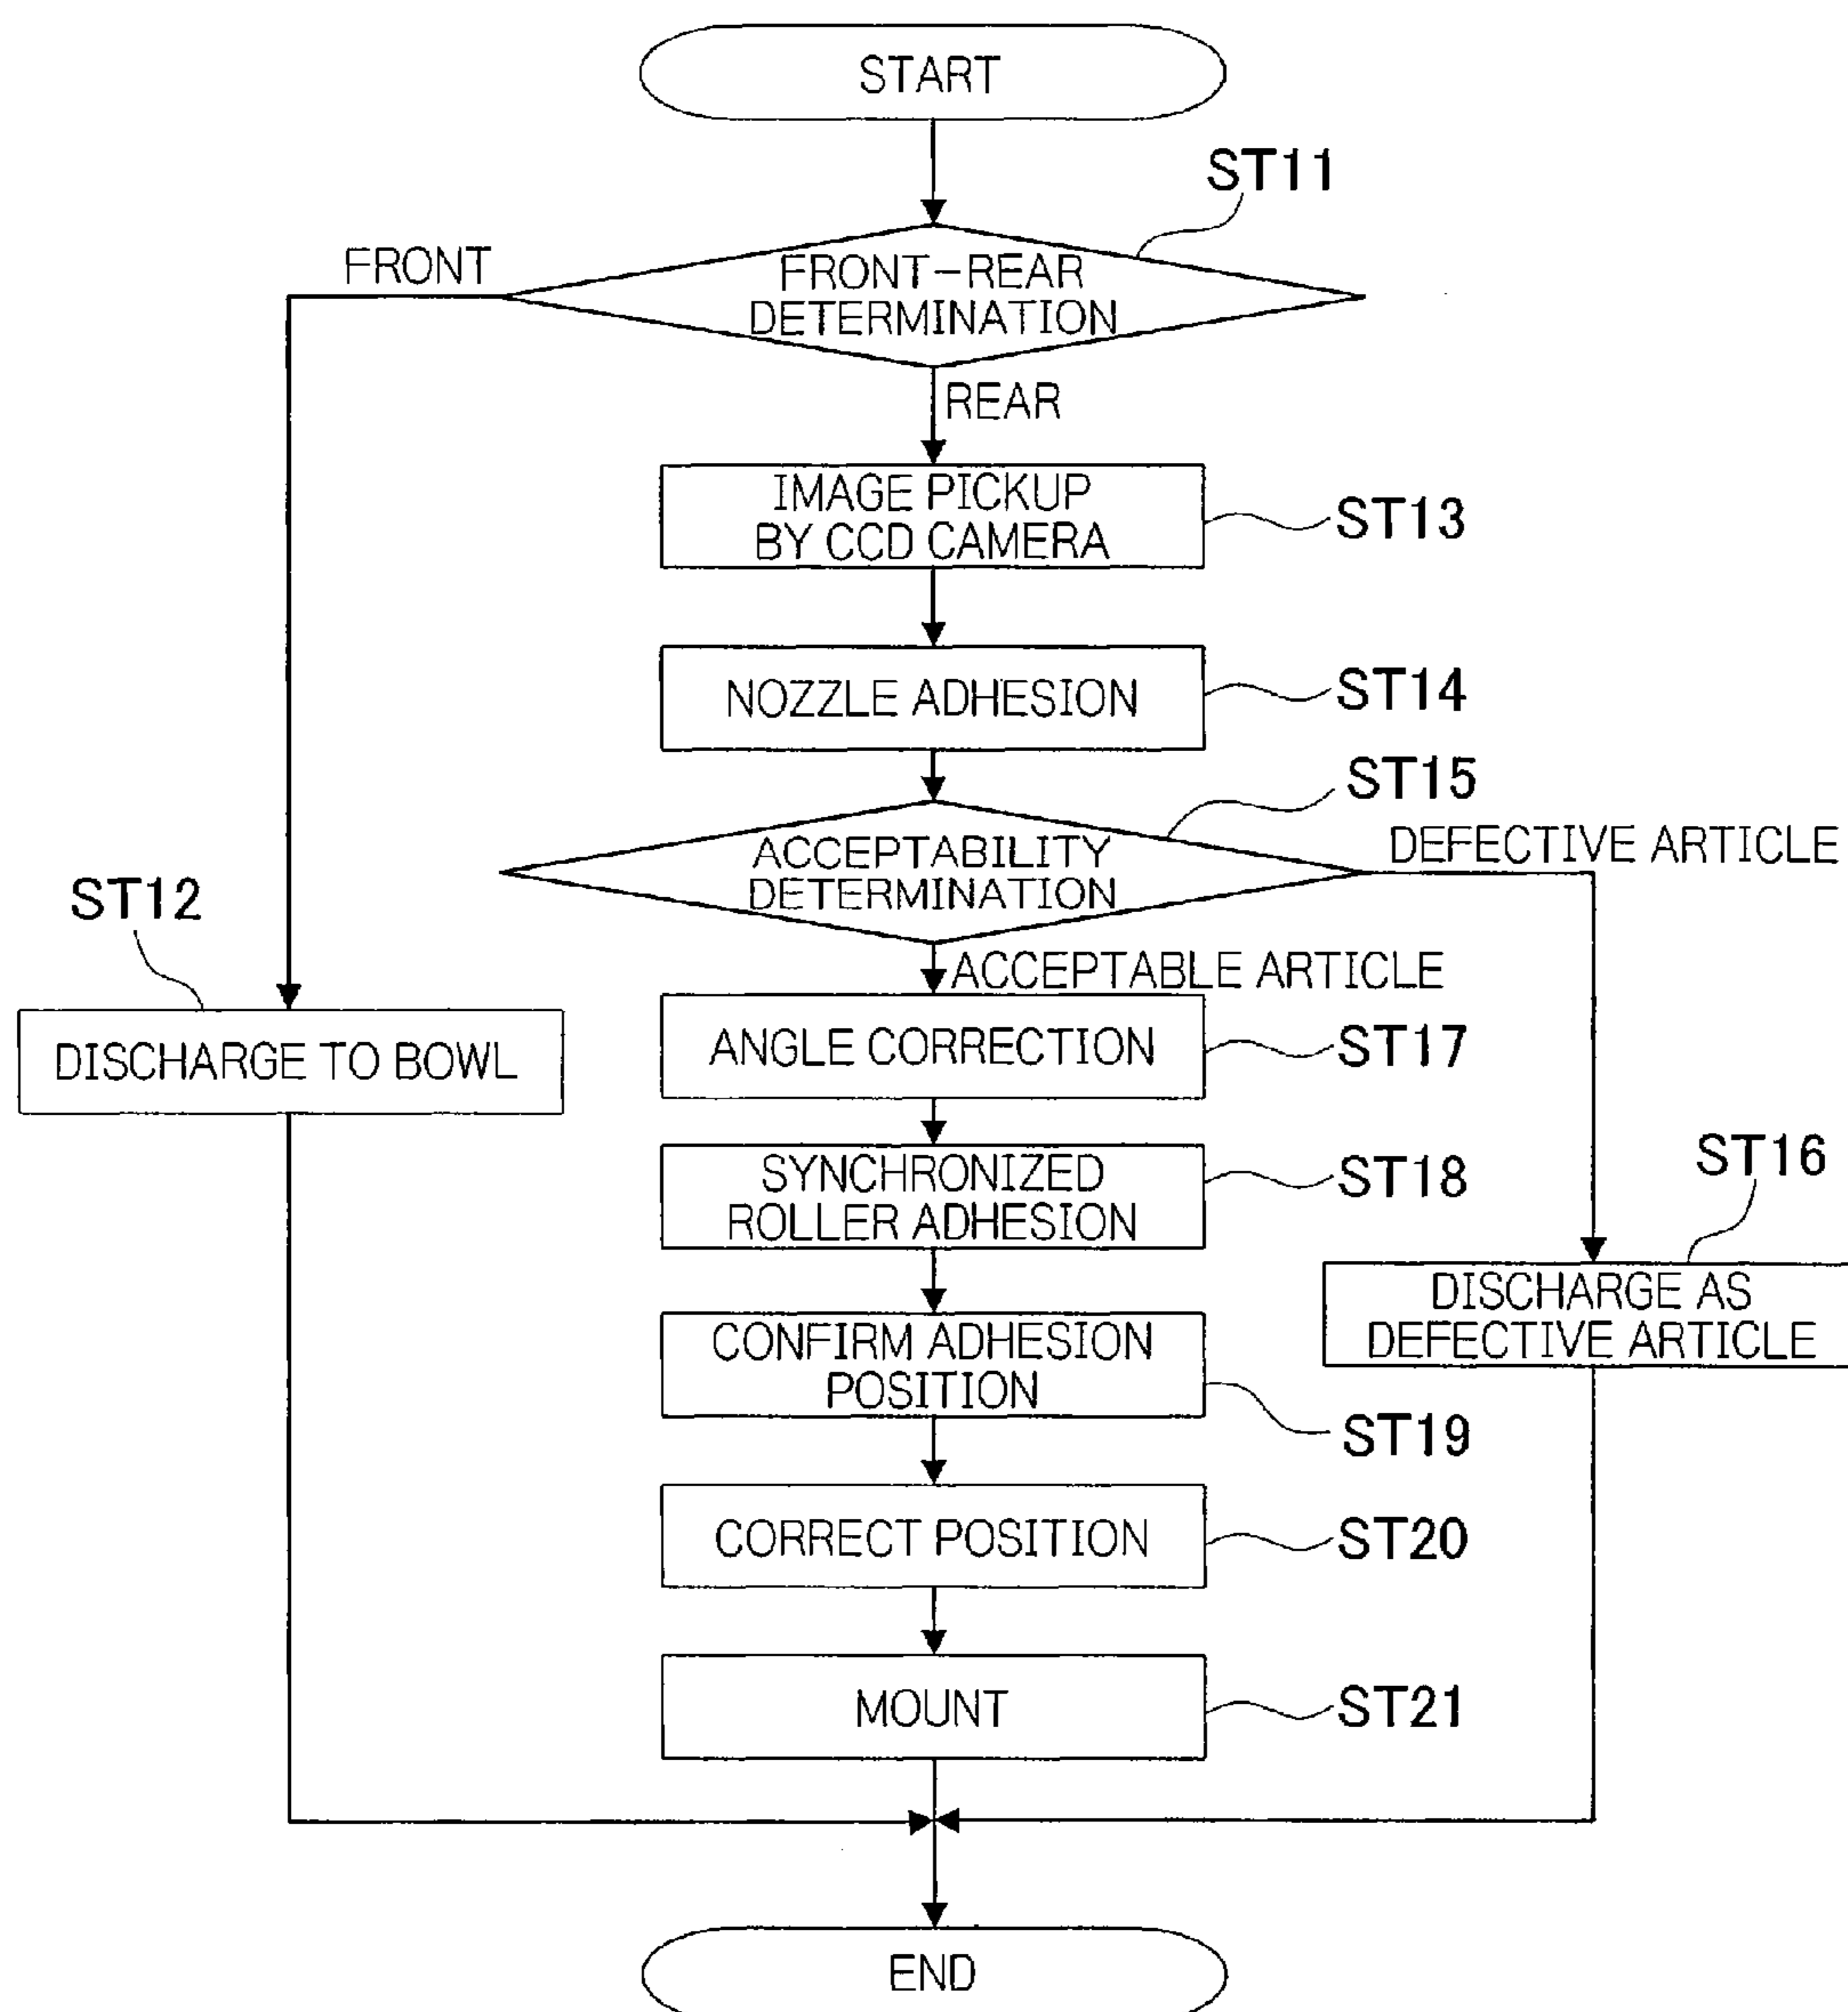 START
ST11
FRONT
FRONT-REAR
DETERMINATION
REAR
IMAGE PICKUP
BY CCD CAMERA
ST13
NOZZLE ADHESION
ST14
ST15
ACCEPTABILITY
DETERMINATION
DEFECTIVE ARTICLE
ST12
ACCEPTABLE ARTICLE
DISCHARGE TO BOWL
ANGLE CORRECTION
ST17
SYNCHRONIZED
ROLLER ADHESION
ST18
ST16
DISCHARGE AS
DEFECTIVE ARTICLE
CONFIRM ADHESION
POSITION
ST19
CORRECT POSITION
ST20
MOUNT
ST21
END